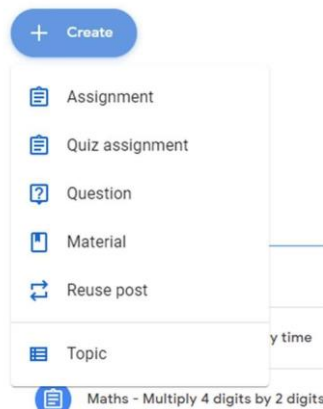 Create
Assignment
Quiz assignment
Question
Material
Reuse post
y time
Topic
Maths - Multiply 4 digits by 2 digits